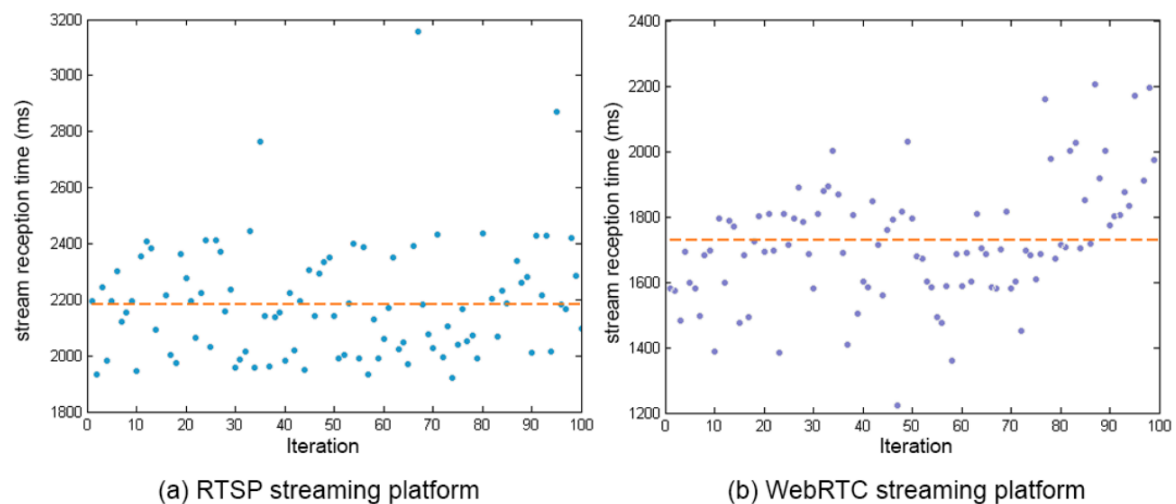 3200
3000
2800
2600
2400
2200
2000
1800
stream reception time (ms)
0 10 20 30 40 50 60 70 80 90 100
Iteration
(a) RTSP streaming platform
2400
2200
2000
1800
1600
1400
1200
stream reception time (ms)
0 10 20 30 40 50 60 70 80 90 100
Iteration
(b) WebRTC streaming platform